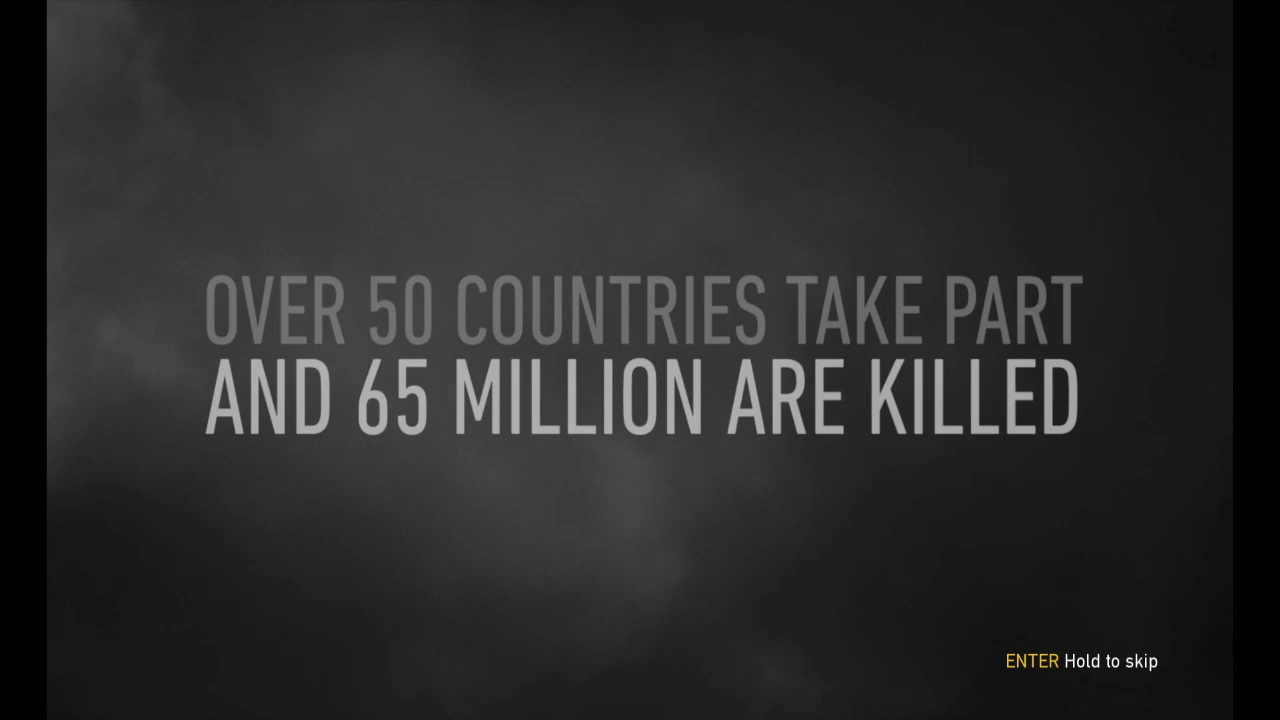 OVER 50 COUNTRIES TAKE PART
AND 65 MILLION ARE KILLED
ENTER Hold to skip